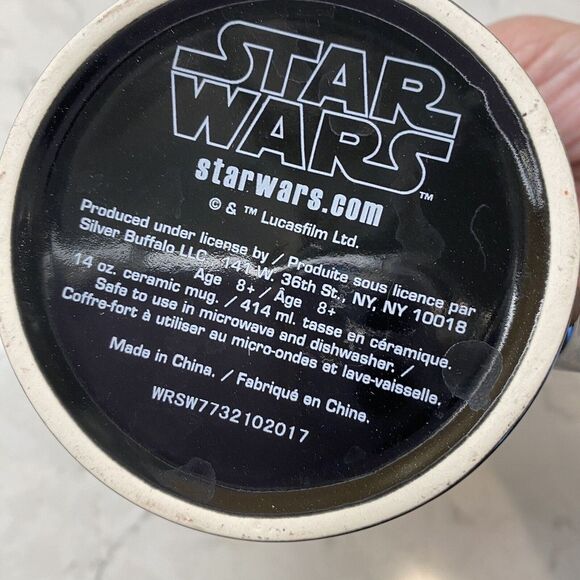 STAR
WARS™
starwars.com
© & ™ Lucasfilm Ltd.
Produced under license by / Produite sous licence par
Silver Buffalo LLC 141 W. 36th St., NY, NY 10018
Age 8+ / Âge 8+
14 oz. ceramic mug. / 414 ml. tasse en céramique.
Safe to use in microwave and dishwasher. /
Coffre-fort à utiliser au micro-ondes et lave-vaisselle.
Made in China. / Fabriqué en Chine.
WRSW7732102017